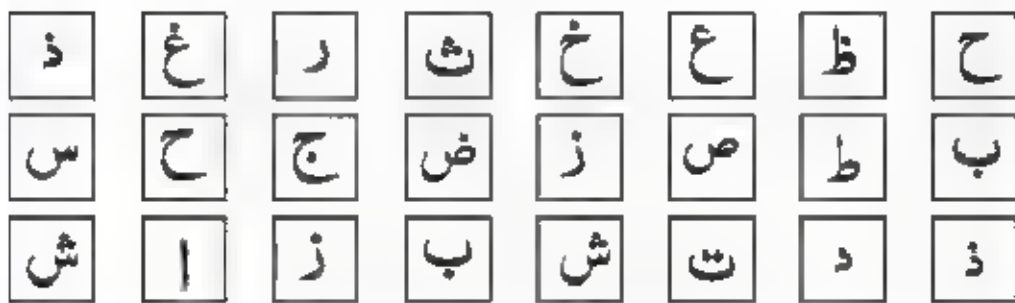 ح ظ ع خ ث ر غ ذ
ب ط ص ز ض ج ح س
ذ د ت ش ب ز ا ش